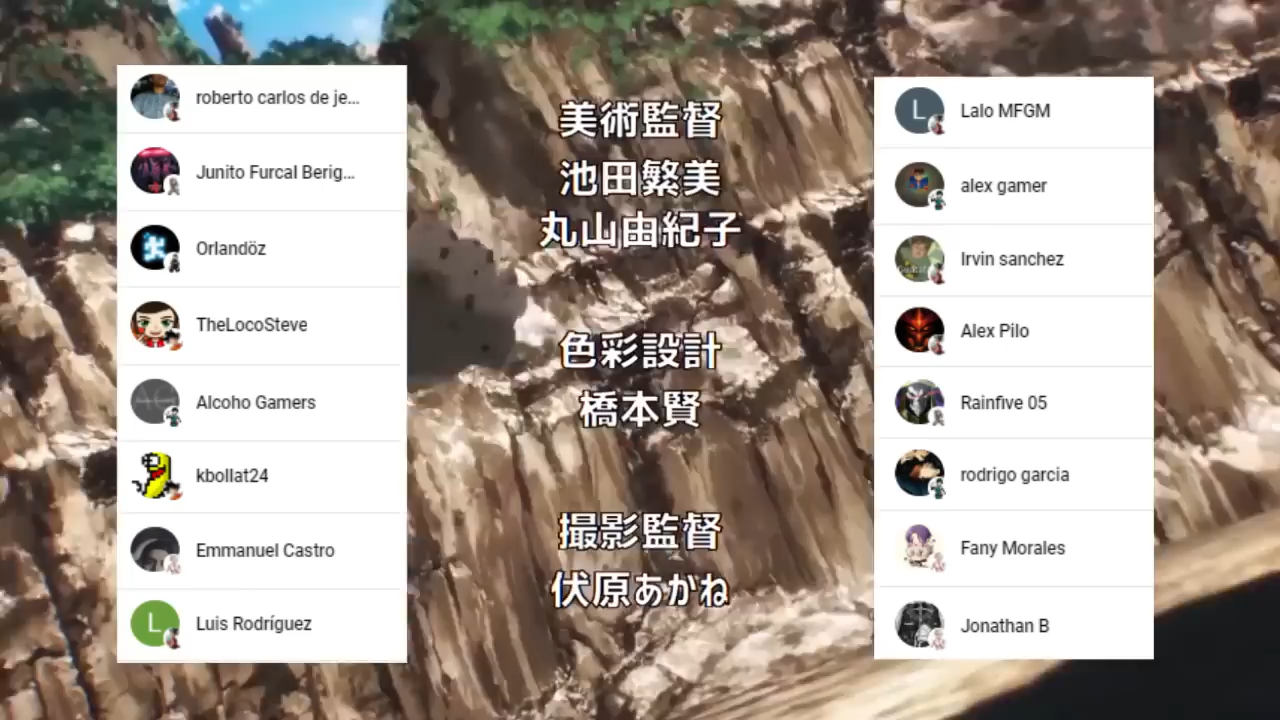 roberto carlos de je...
Junito Furcal Berig...
Orlandöz
TheLocoSteve
Alcoho Gamers
kbollat24
Emmanuel Castro
L
Luis Rodríguez
美術監督
池田繁美
丸山由紀子
色彩設計
橋本賢
撮影監督
伏原あかね
L
Lalo MFGM
alex gamer
Irvin sanchez
Alex Pilo
Rainfive 05
rodrigo garcia
Fany Morales
Jonathan B